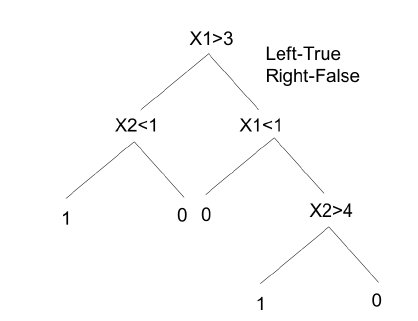 X1>3
Left-True
Right-False
X2<1
X1<1
1
0
0
X2>4
1
0